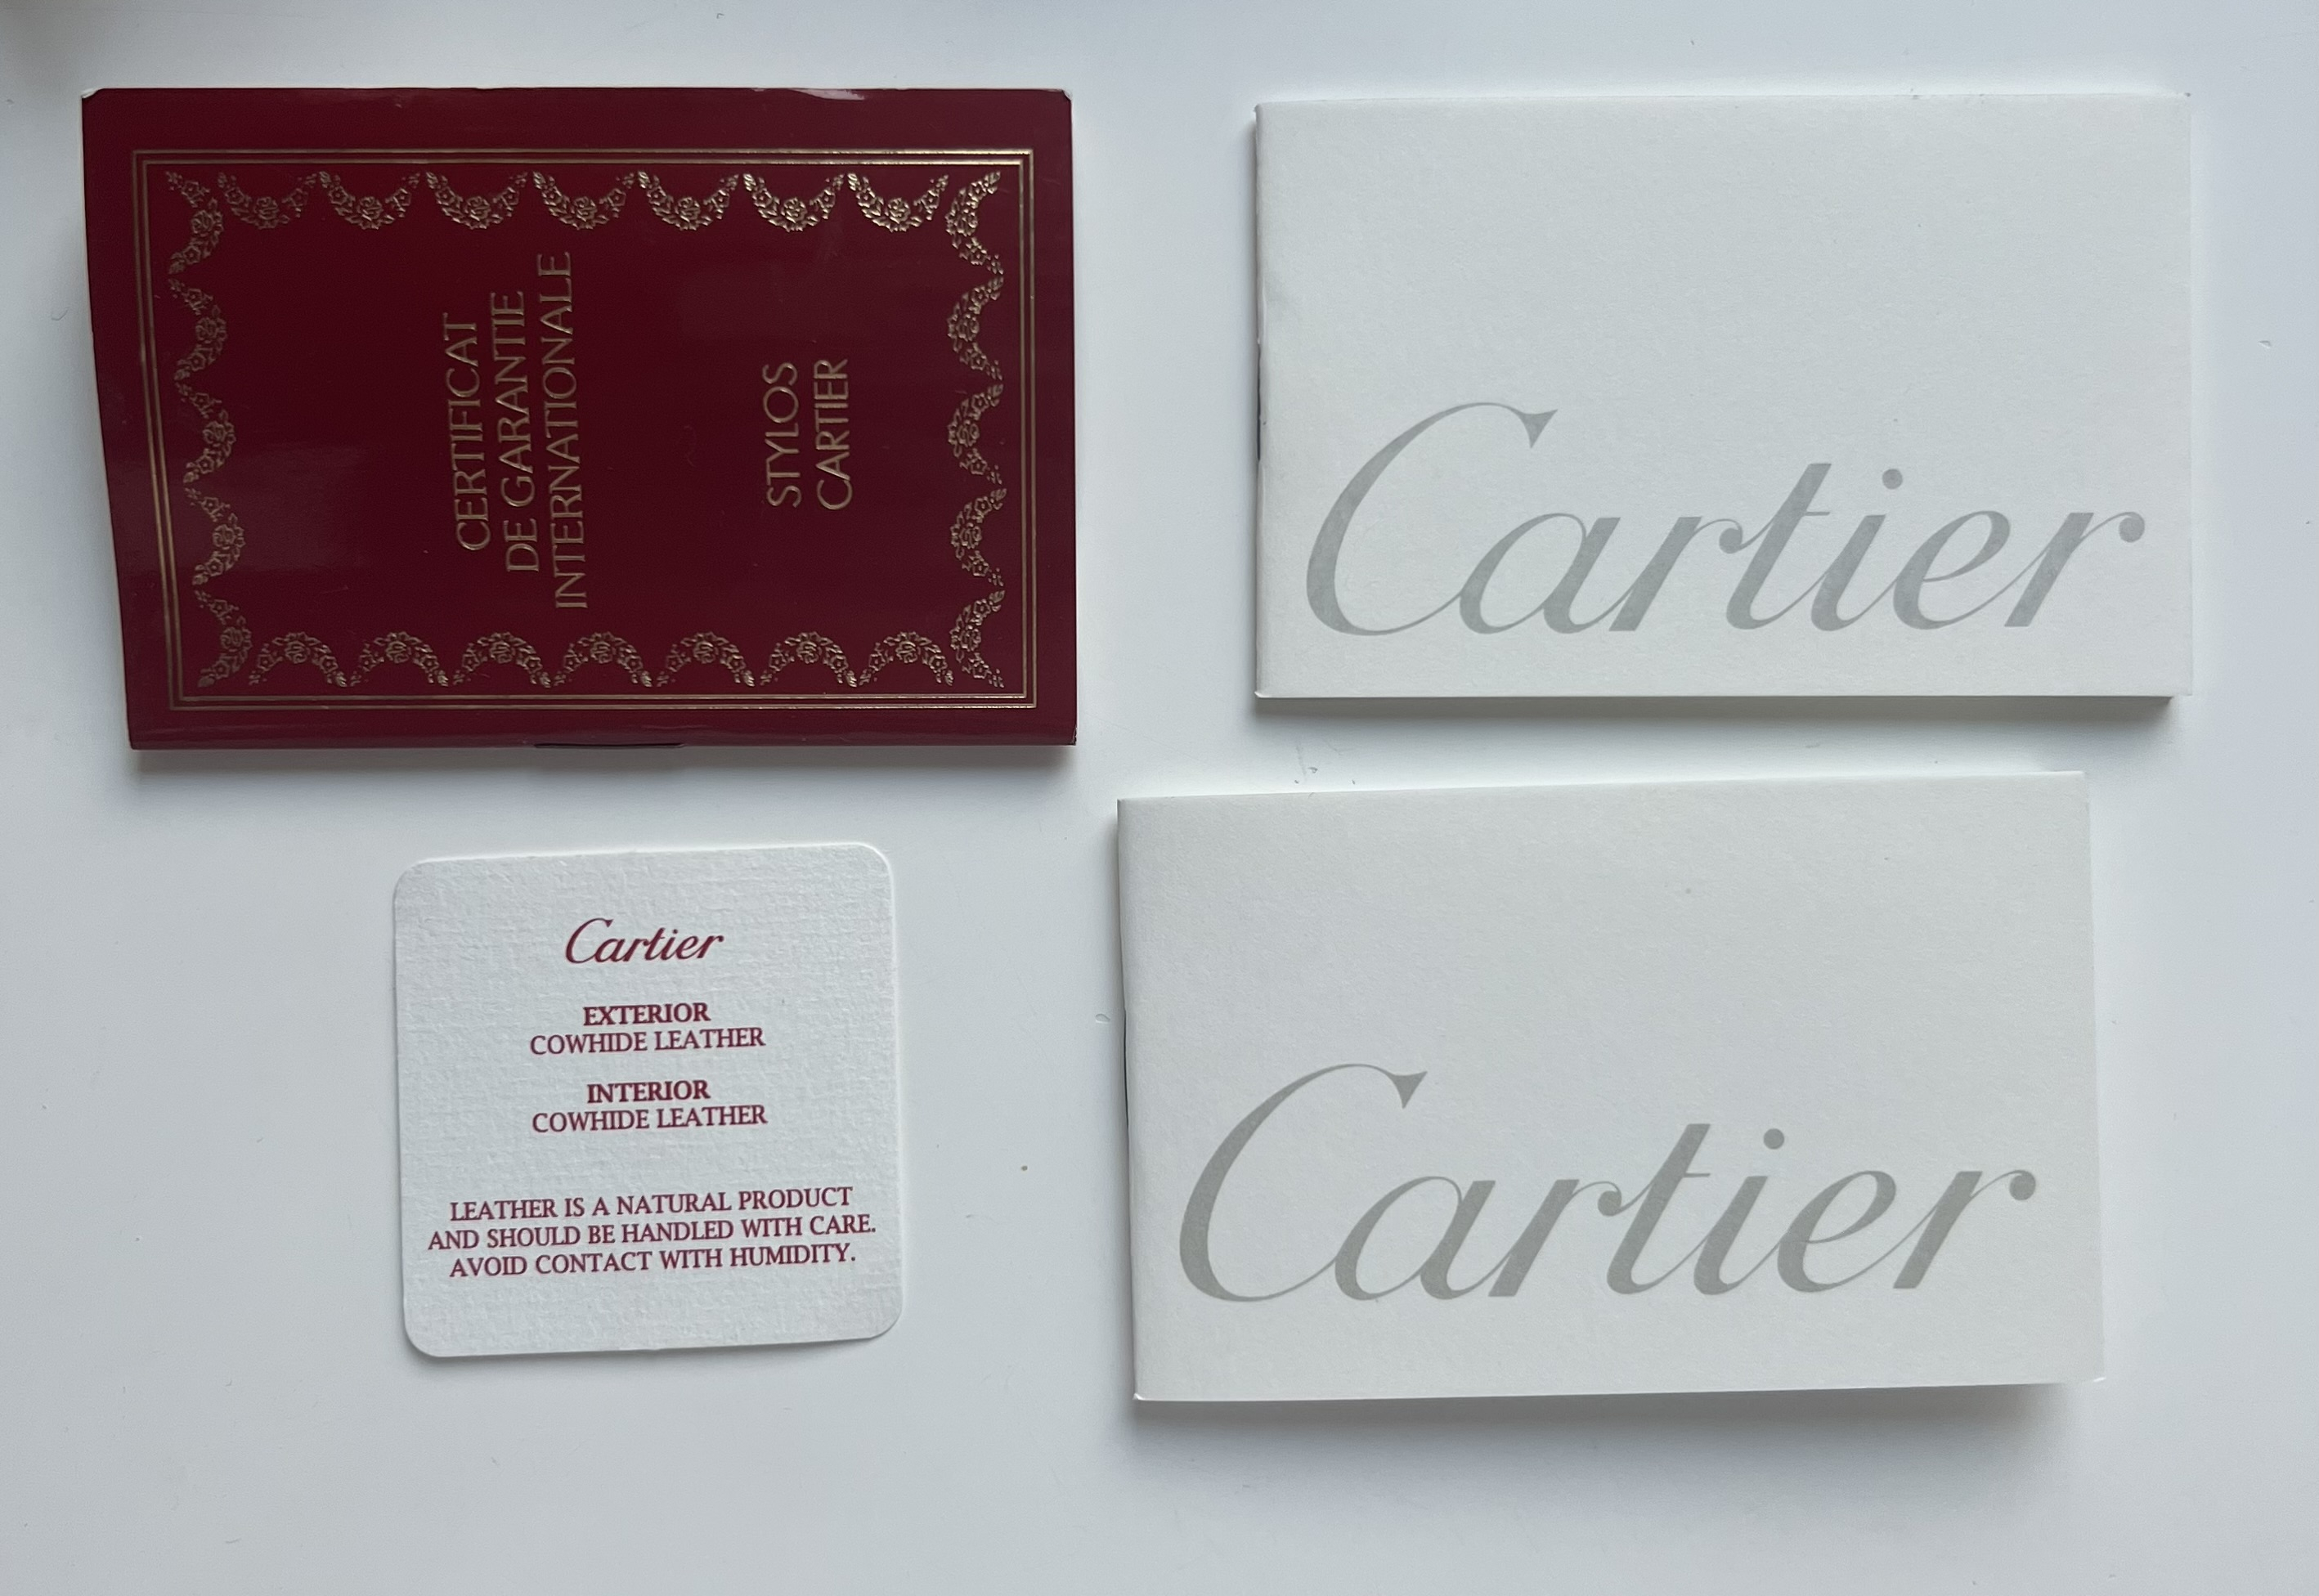 CERTIFICAT
DE GARANTIE
INTERNATIONALE
STYLOS
CARTIER
Cartier
Cartier
EXTERIOR
COWHIDE LEATHER
INTERIOR
COWHIDE LEATHER
LEATHER IS A NATURAL PRODUCT
AND SHOULD BE HANDLED WITH CARE.
AVOID CONTACT WITH HUMIDITY.
Cartier